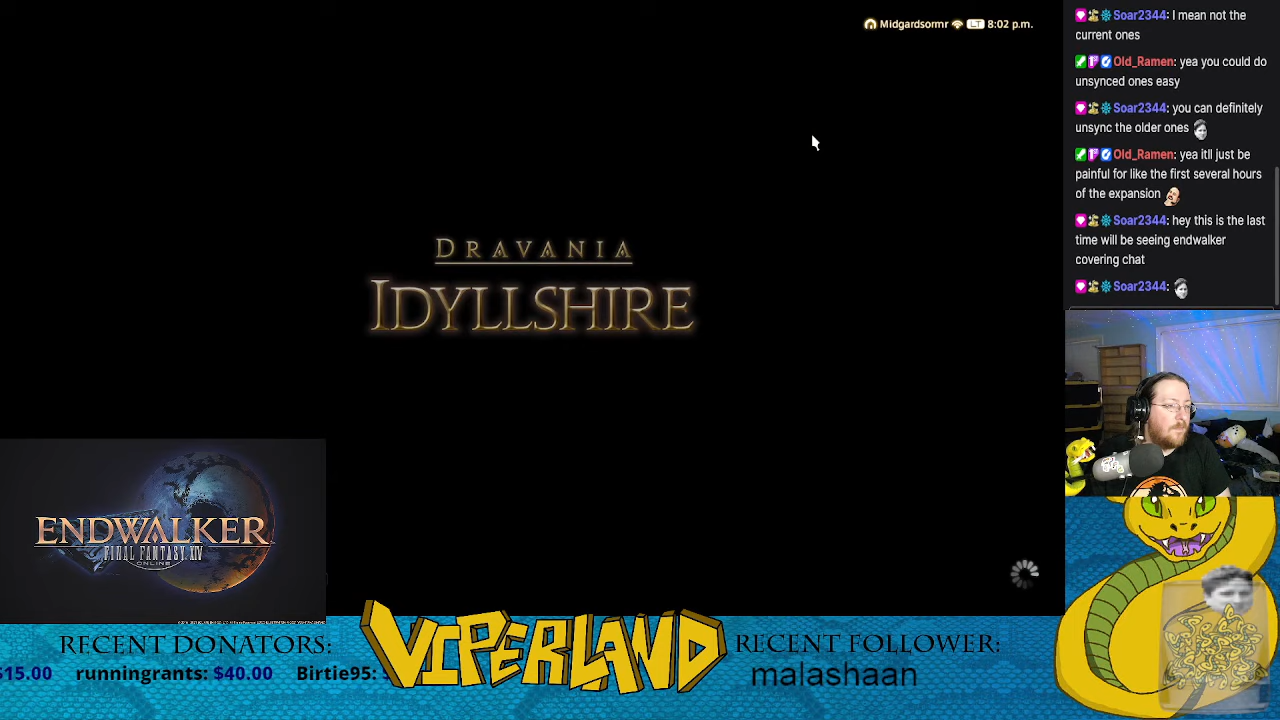 Midgardsormr LT 8:02 p.m.
DRAVANIA
IDYLLSHIRE
Soar2344: I mean not the
current ones
Old_Ramen: yea you could do
unsynced ones easy
Soar2344: you can definitely
unsync the older ones
Old_Ramen: yea itll just be
painful for like the first several hours
of the expansion
Soar2344: hey this is the last
time will be seeing endwalker
covering chat
Soar2344:
ENDWALKER
FINAL FANTASY XIV
ONLINE
RECENT DONATORS:
$15.00 runningrants: $40.00 Birtie95:
VIPERLAND
RECENT FOLLOWER:
malashaan